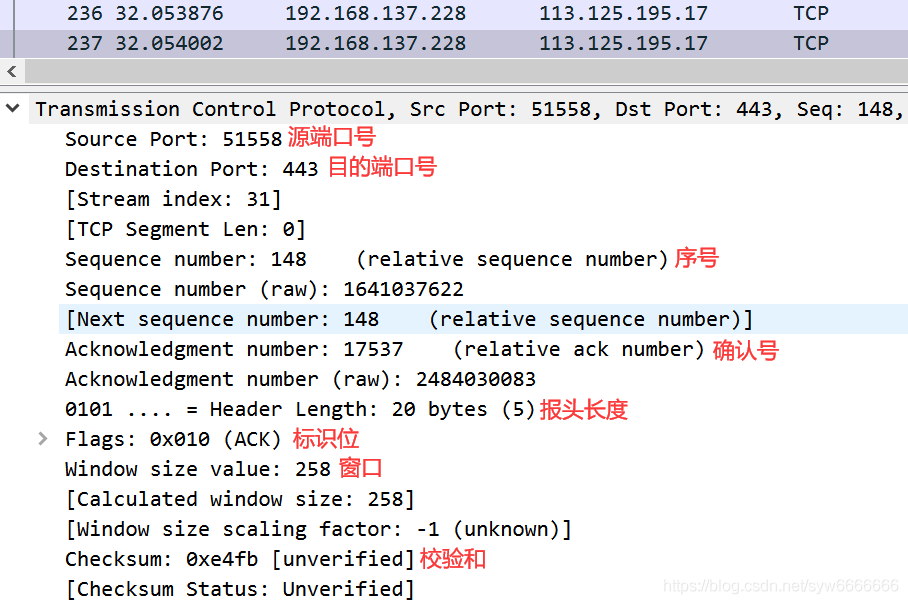 236 32.053876 192.168.137.228 113.125.195.17 TCP
237 32.054002 192.168.137.228 113.125.195.17 TCP
Transmission Control Protocol, Src Port: 51558, Dst Port: 443, Seq: 148,
Source Port: 51558 源端口号
Destination Port: 443 目的端口号
[Stream index: 31]
[TCP Segment Len: 0]
Sequence number: 148    (relative sequence number) 序号
Sequence number (raw): 1641037622
[Next sequence number: 148    (relative sequence number)]
Acknowledgment number: 17537    (relative ack number) 确认号
Acknowledgment number (raw): 2484030083
0101 .... = Header Length: 20 bytes (5) 报头长度
Flags: 0x010 (ACK) 标识位
Window size value: 258 窗口
[Calculated window size: 258]
[Window size scaling factor: -1 (unknown)]
Checksum: 0xe4fb [unverified] 校验和
[Checksum Status: Unverified]
https://blog.csdn.net/syw6666666